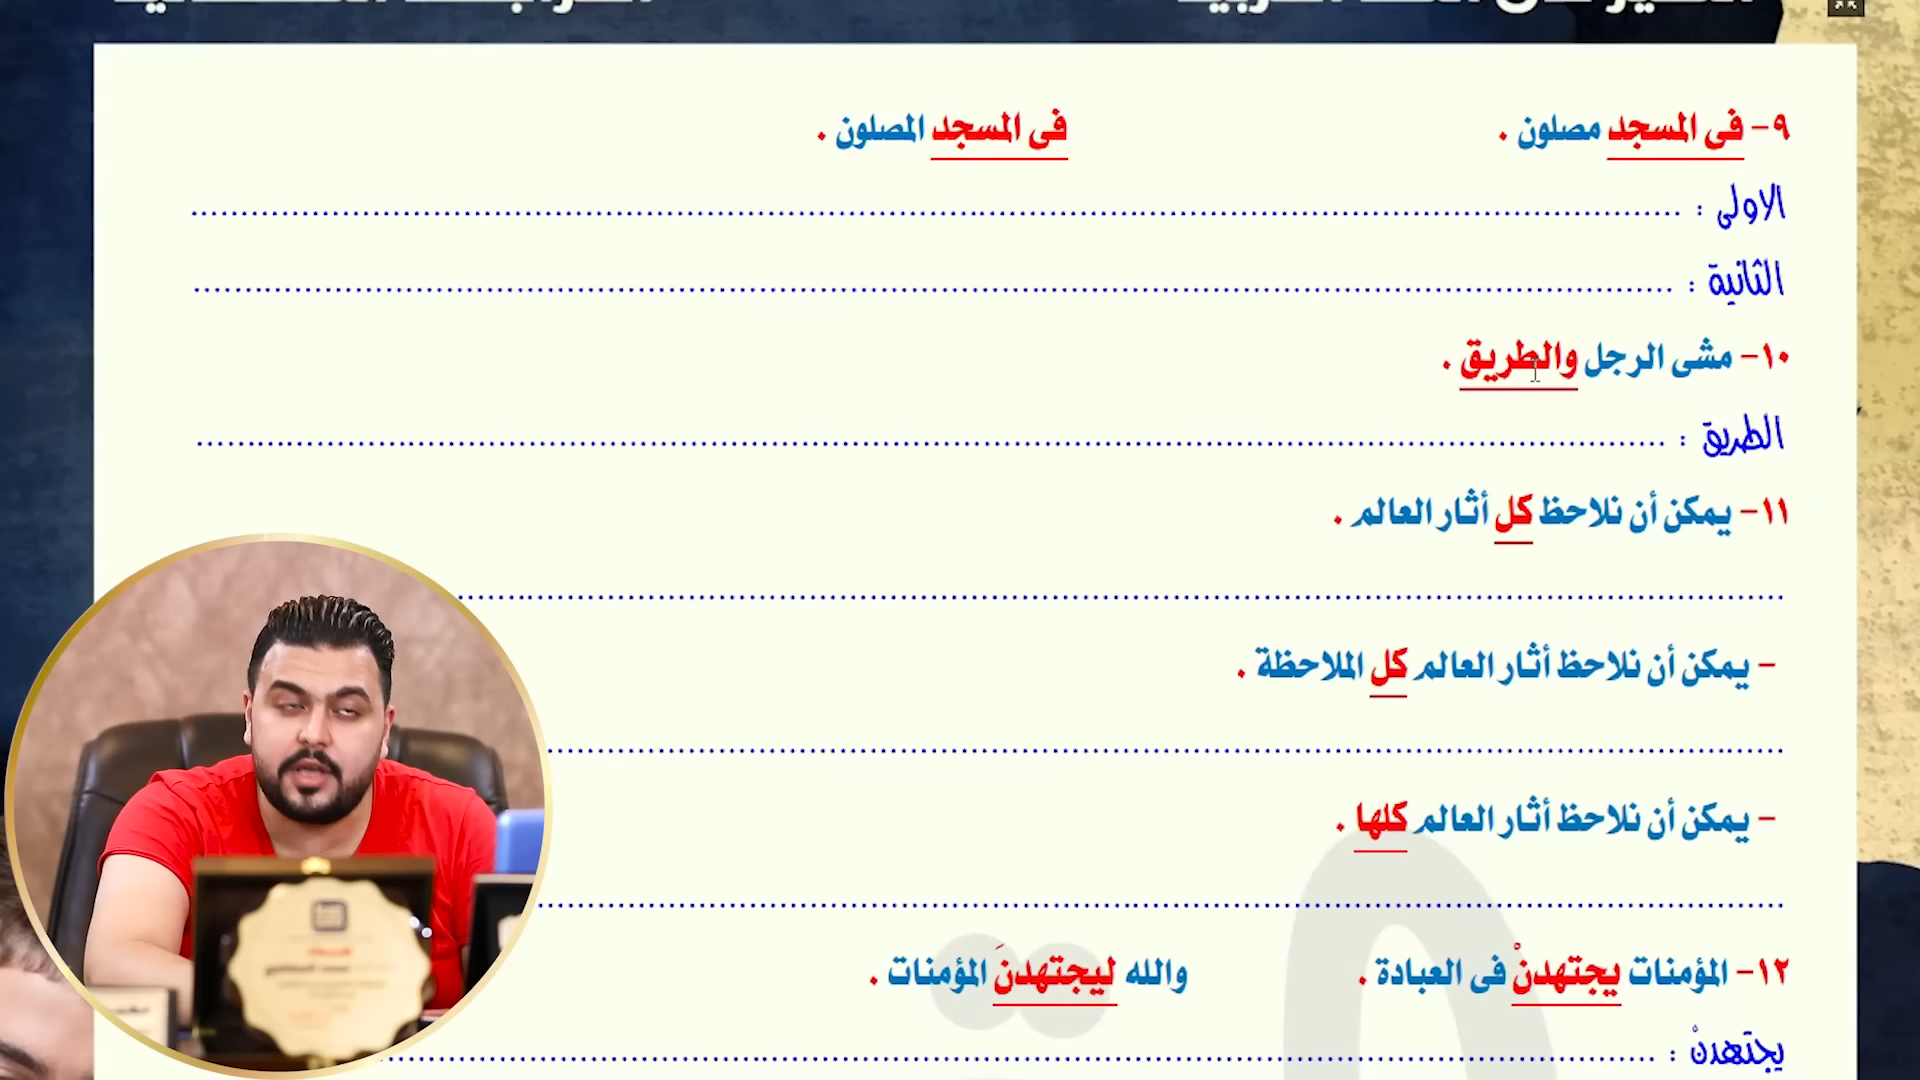 ٩- فى المسجد مصلون . فى المسجد المصلون .
الاولى : ........................................
الثانية : ........................................
١٠- مشى الرجل والطريق .
الطريق : ........................................
١١- يمكن أن نلاحظ كل أثار العالم .
........................................
- يمكن أن نلاحظ أثار العالم كل الملاحظة .
........................................
- يمكن أن نلاحظ أثار العالم كلها .
........................................
١٢- المؤمنات يجتهدنْ فى العبادة . والله ليجتهدنَ المؤمنات .
يجتهدنْ : ........................................